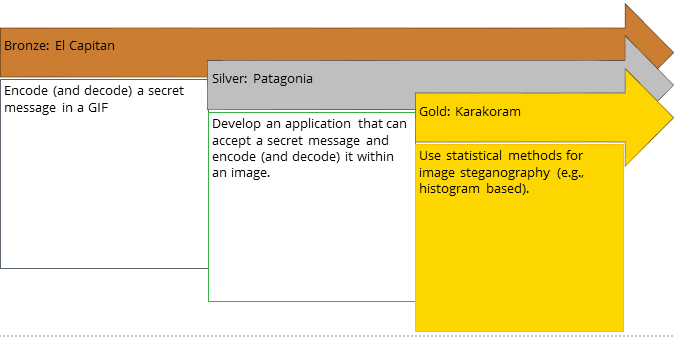 Bronze: El Capitan
Encode (and decode) a secret
message in a GIF
Silver: Patagonia
Develop an application that can
accept a secret message and
encode (and decode) it within
an image.
Gold: Karakoram
Use statistical methods for
image steganography (e.g.,
histogram based).